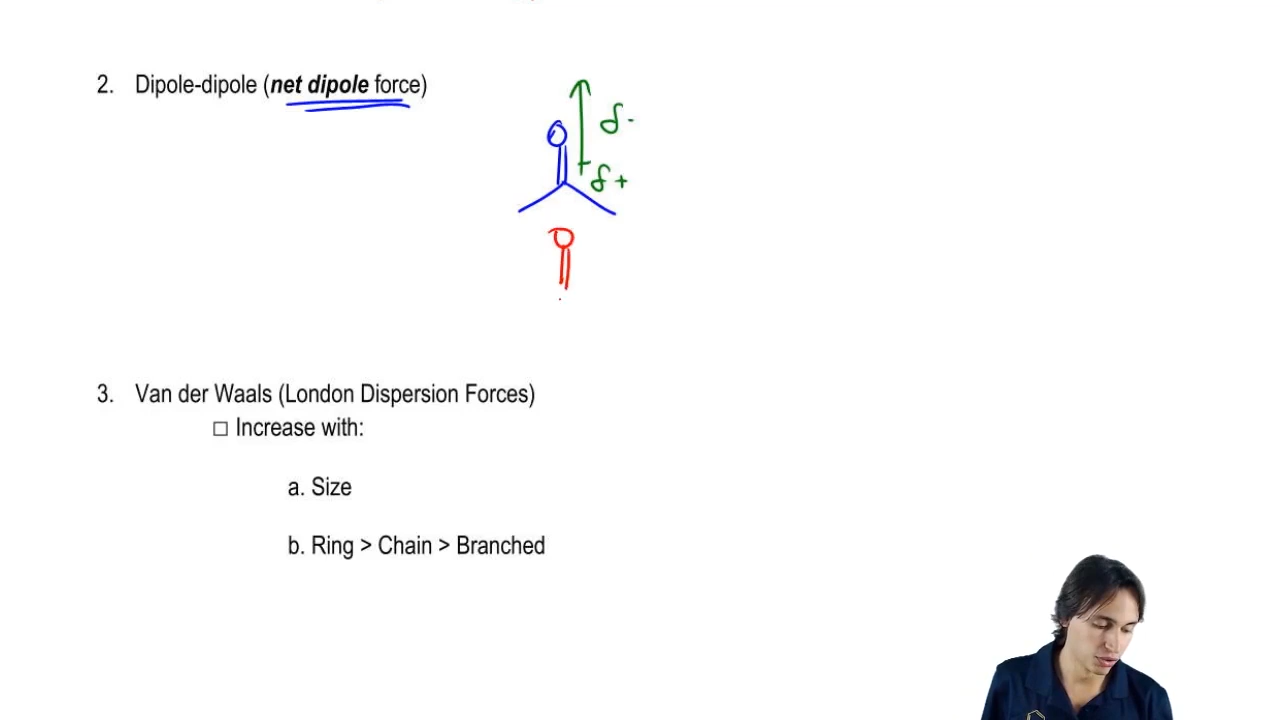 2. Dipole-dipole (net dipole force)
O
δ-
δ+
O
3. Van der Waals (London Dispersion Forces)
□ Increase with:
a. Size
b. Ring > Chain > Branched